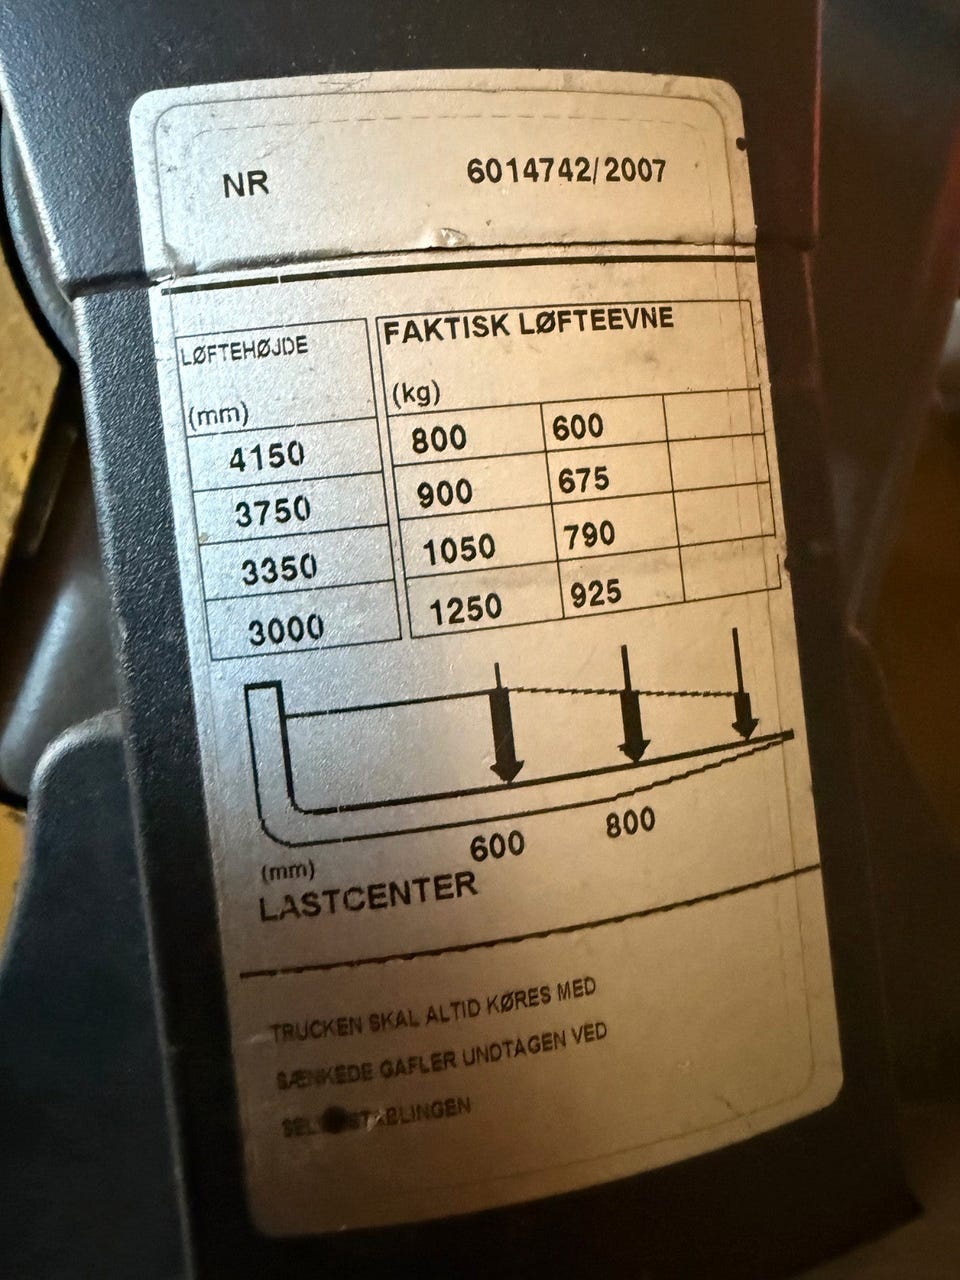 NR 6014742/2007
LØFTEHØJDE FAKTISK LØFTEEVNE
(mm) (kg)
4150 800 600
3750 900 675
3350 1050 790
3000 1250 925
600 800
(mm)
LASTCENTER
TRUCKEN SKAL ALTID KØRES MED
SÆNKEDE GAFLER UNDTAGEN VED